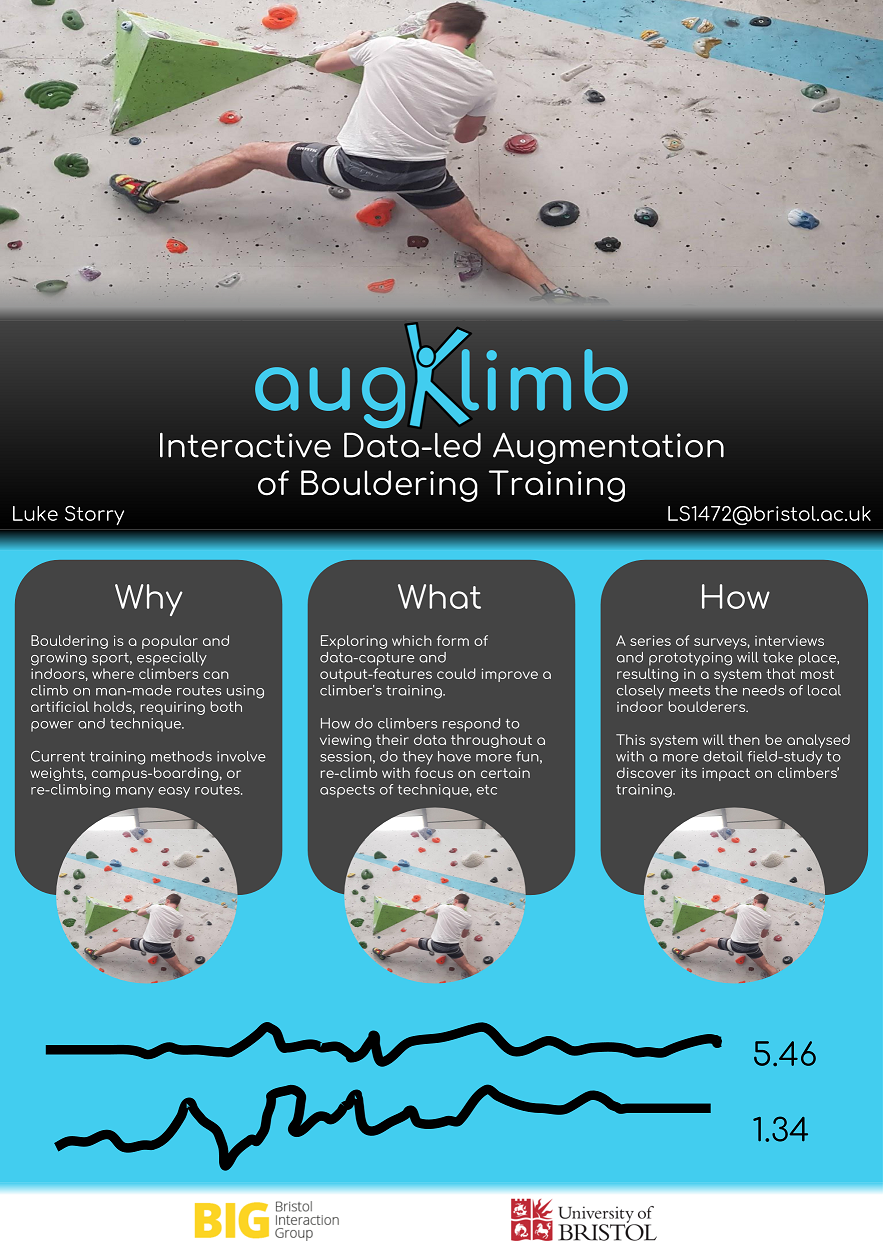 augKlimb
Interactive Data-led Augmentation
of Bouldering Training
Luke Storry
LS1472@bristol.ac.uk
Why
Bouldering is a popular and
growing sport, especially
indoors, where climbers can
climb on man-made routes using
artificial holds, requiring both
power and technique.
Current training methods involve
weights, campus-boarding, or
re-climbing many easy routes.
What
Exploring which form of
data-capture and
output-features could improve a
climber's training.
How do climbers respond to
viewing their data throughout a
session, do they have more fun,
re-climb with focus on certain
aspects of technique, etc
How
A series of surveys, interviews
and prototyping will take place,
resulting in a system that most
closely meets the needs of local
indoor boulderers.
This system will then be analysed
with a more detail field-study to
discover its impact on climbers'
training.
5.46
1.34
BIG
Bristol
Interaction
Group
University of
BRISTOL